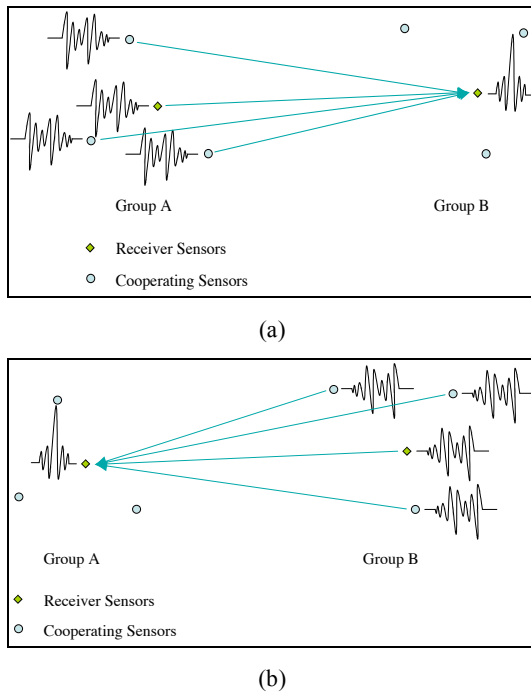 Group A
Group B
Receiver Sensors
Cooperating Sensors
(a)
Group A
Group B
Receiver Sensors
Cooperating Sensors
(b)